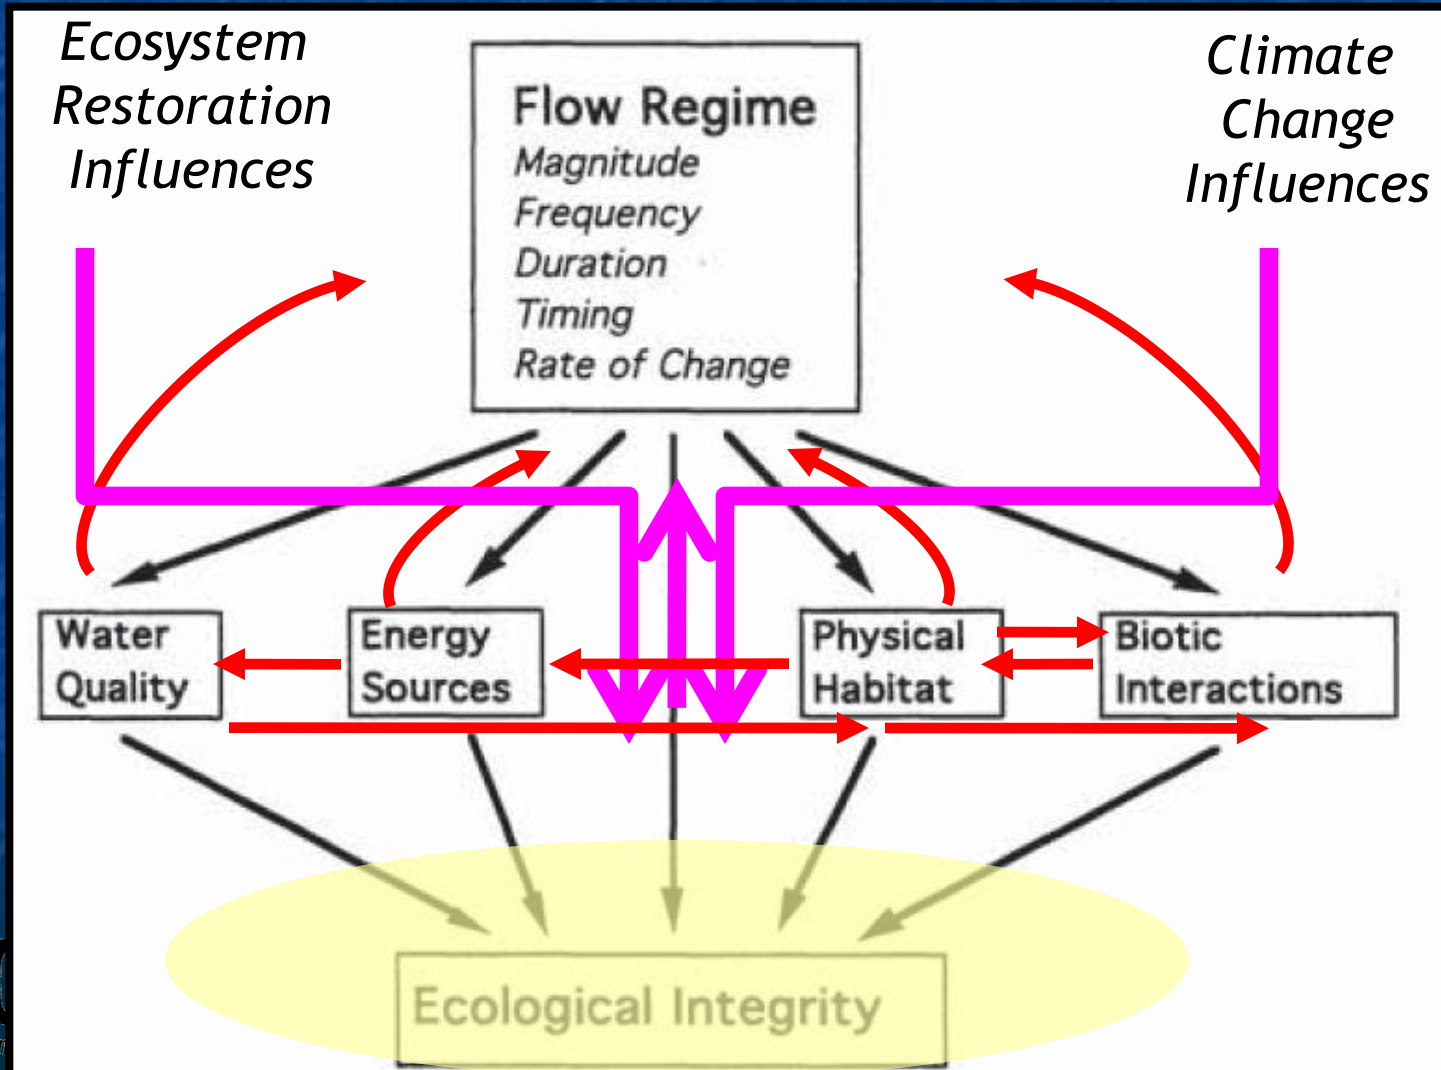 Ecosystem
Restoration
Influences
Flow Regime
Magnitude
Frequency
Duration
Timing
Rate of Change
Climate
Change
Influences
Water
Quality
Energy
Sources
Physical
Habitat
Biotic
Interactions
Ecological Integrity